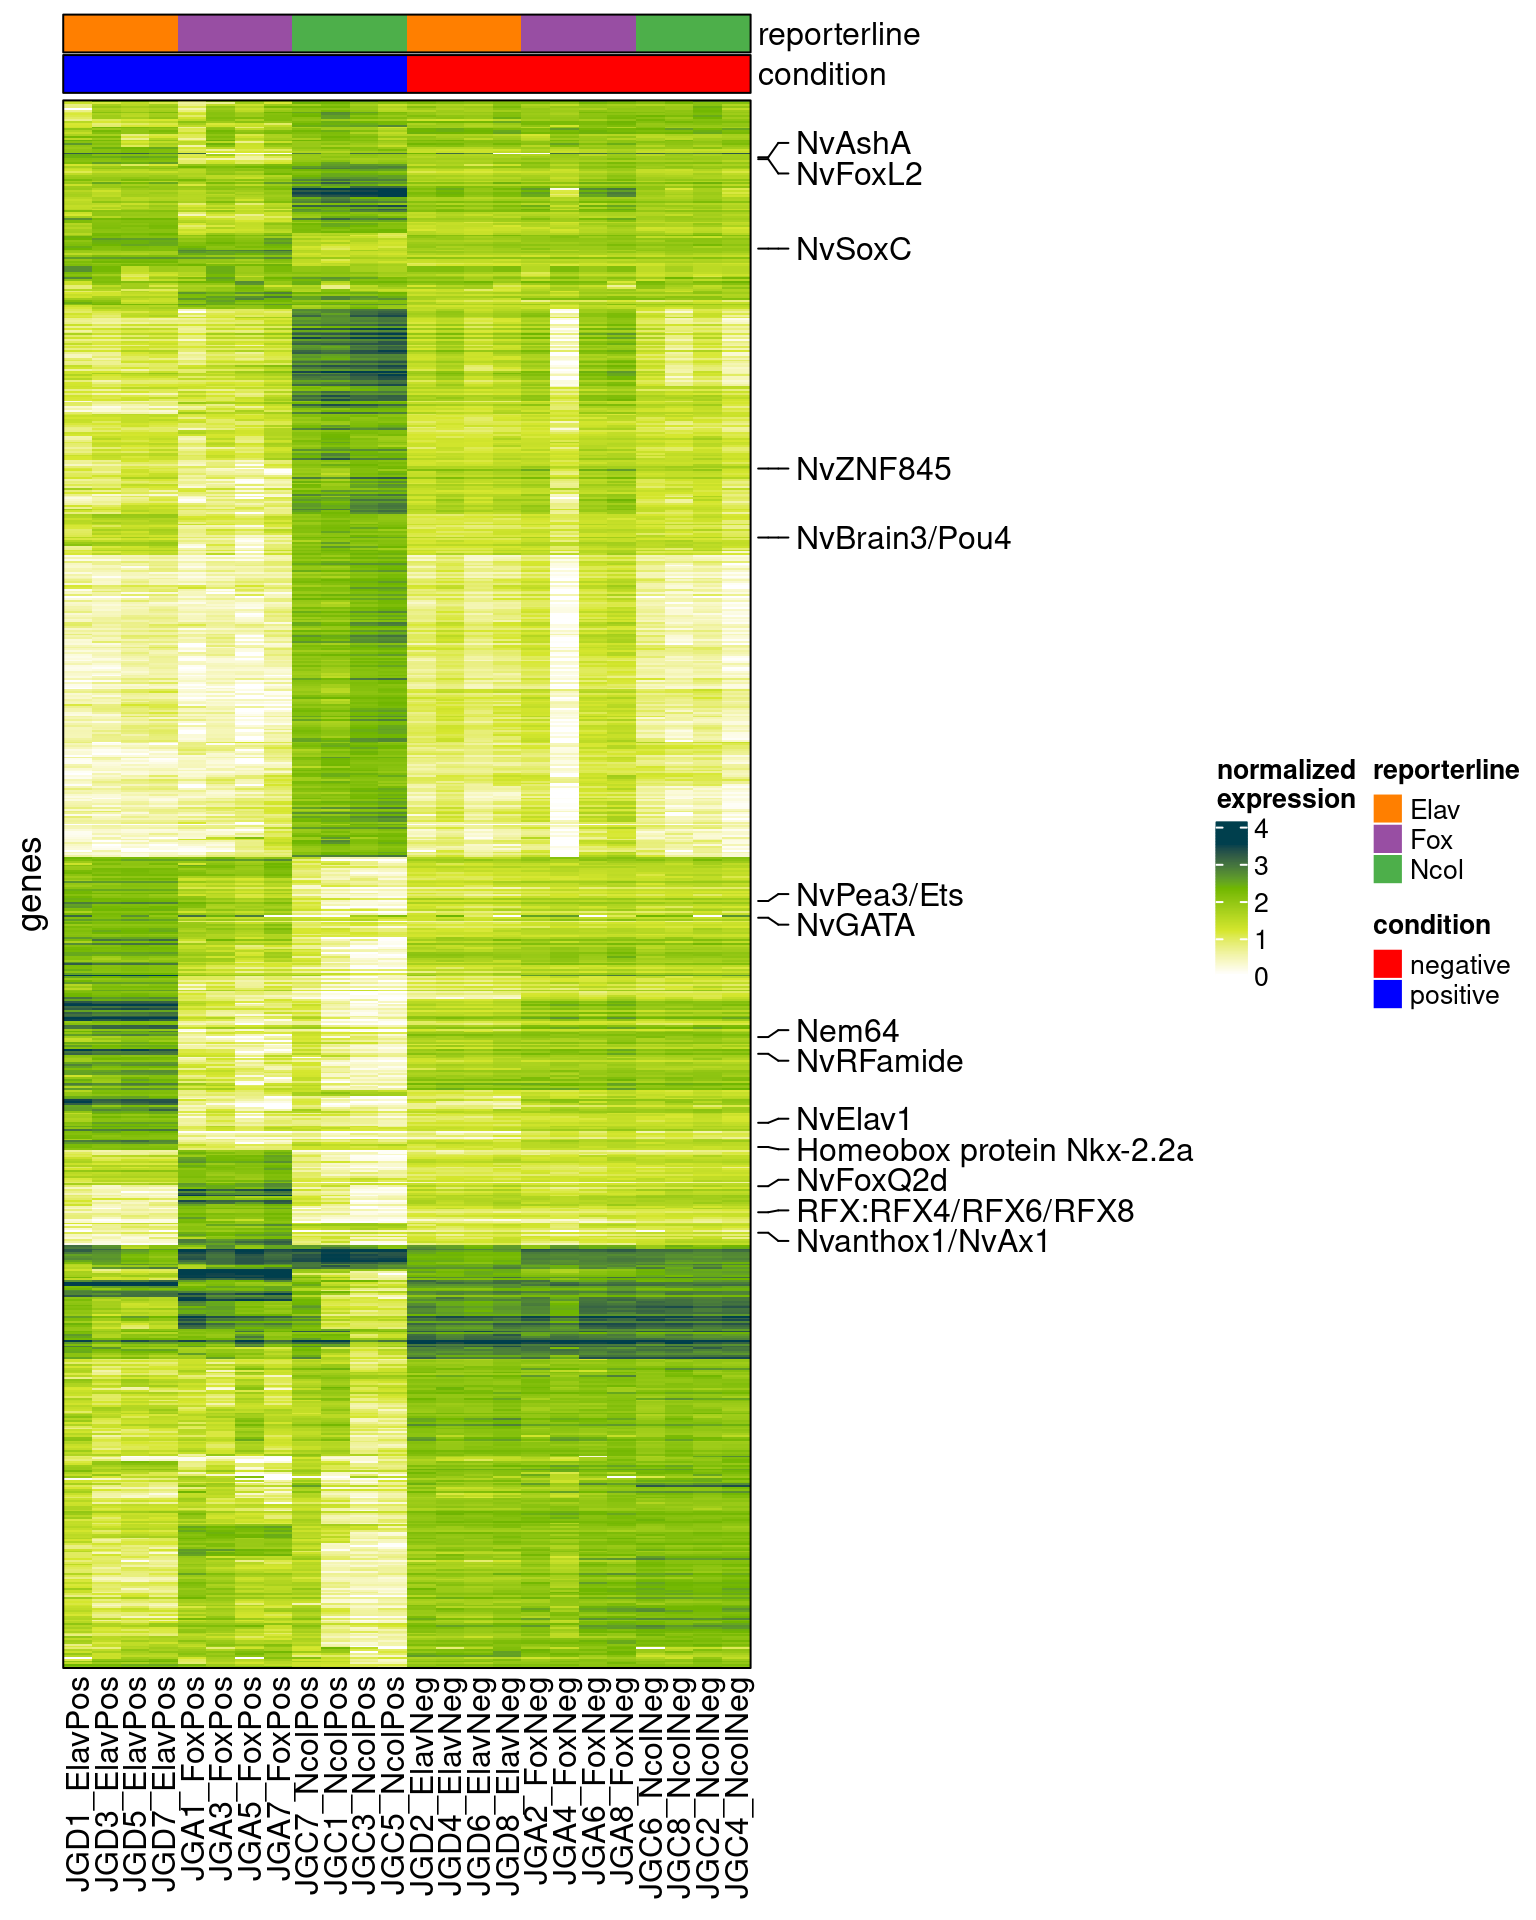 reporterline
condition
NvAshA
NvFoxL2
NvSoxC
NvZNF845
NvBrain3/Pou4
NvPea3/Ets
NvGATA
Nem64
NvRFamide
NvElav1
Homeobox protein Nkx-2.2a
NvFoxQ2d
RFX:RFX4/RFX6/RFX8
Nvanthox1/NvAx1
genes
normalized
expression
4
3
2
1
0
reporterline
Elav
Fox
Ncol
condition
negative
positive
JGD1_ElavPos
JGD3_ElavPos
JGD5_ElavPos
JGD7_ElavPos
JGA1_FoxPos
JGA3_FoxPos
JGA5_FoxPos
JGA7_FoxPos
JGC7_NcolPos
JGC1_NcolPos
JGC3_NcolPos
JGC5_NcolPos
JGD2_ElavNeg
JGD4_ElavNeg
JGD6_ElavNeg
JGD8_ElavNeg
JGA2_FoxNeg
JGA4_FoxNeg
JGA6_FoxNeg
JGA8_FoxNeg
JGC6_NcolNeg
JGC8_NcolNeg
JGC2_NcolNeg
JGC4_NcolNeg